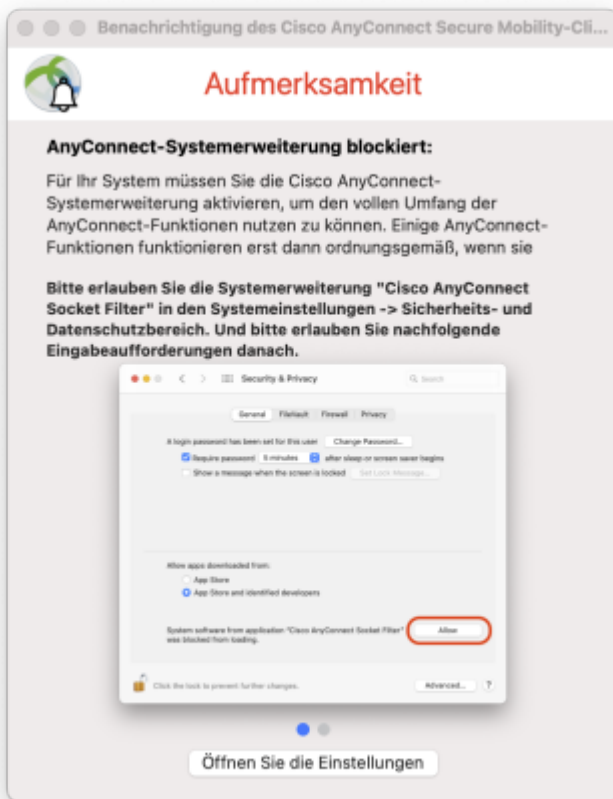 Benachrichtigung des Cisco AnyConnect Secure Mobility-Cli...
Aufmerksamkeit
AnyConnect-Systemerweiterung blockiert:
Für Ihr System müssen Sie die Cisco AnyConnect-
Systemerweiterung aktivieren, um den vollen Umfang der
AnyConnect-Funktionen nutzen zu können. Einige AnyConnect-
Funktionen funktionieren erst dann ordnungsgemäß, wenn sie
Bitte erlauben Sie die Systemerweiterung "Cisco AnyConnect
Socket Filter" in den Systemeinstellungen -> Sicherheits- und
Datenschutzbereich. Und bitte erlauben Sie nachfolgende
Eingabeaufforderungen danach.
Security & Privacy
Search
General FileVault Firewall Privacy
A login password has been set for this user Change Password...
Require password 5 minutes after sleep or screen saver begins
Show a message when the screen is locked Set Lock Message...
Allow apps downloaded from:
App Store
App Store and identified developers
System software from application "Cisco AnyConnect Socket Filter" Allow
was blocked from loading.
Click the lock to prevent further changes. Advanced... ?
Öffnen Sie die Einstellungen